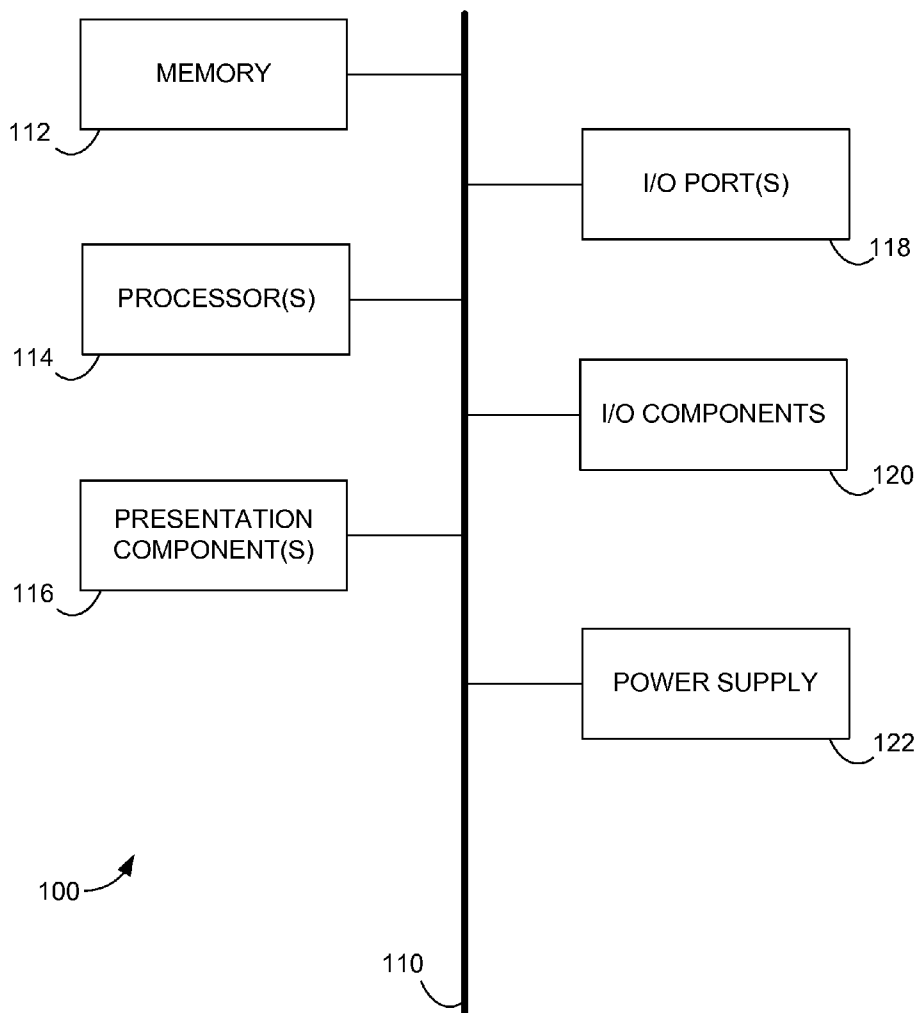 MEMORY
112
I/O PORT(S)
118
PROCESSOR(S)
114
I/O COMPONENTS
120
PRESENTATION
COMPONENT(S)
116
POWER SUPPLY
122
100
110